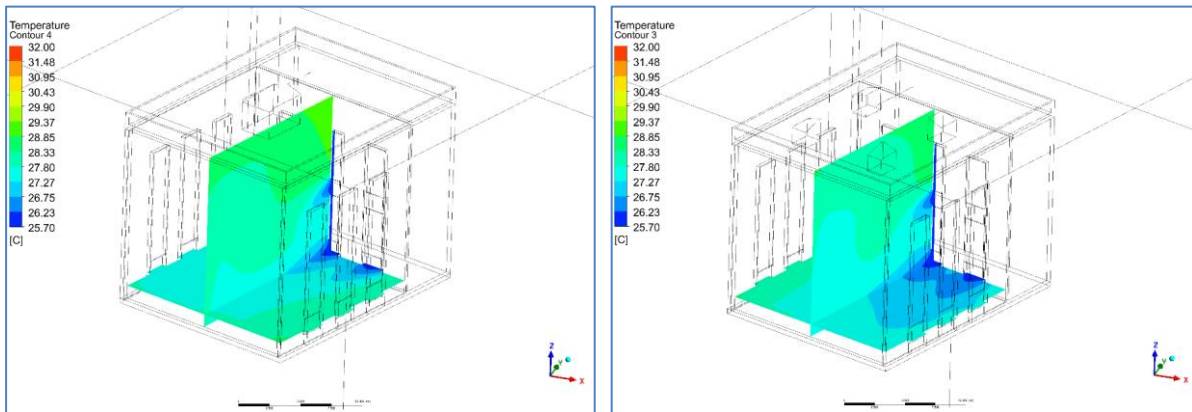 Temperature
Contour 4
32.00
31.48
30.95
30.43
29.90
29.37
28.85
28.33
27.80
27.27
26.75
26.23
25.70
[C]
Z
Y
X
Temperature
Contour 3
32.00
31.48
30.95
30.43
29.90
29.37
28.85
28.33
27.80
27.27
26.75
26.23
25.70
[C]
Z
Y
X